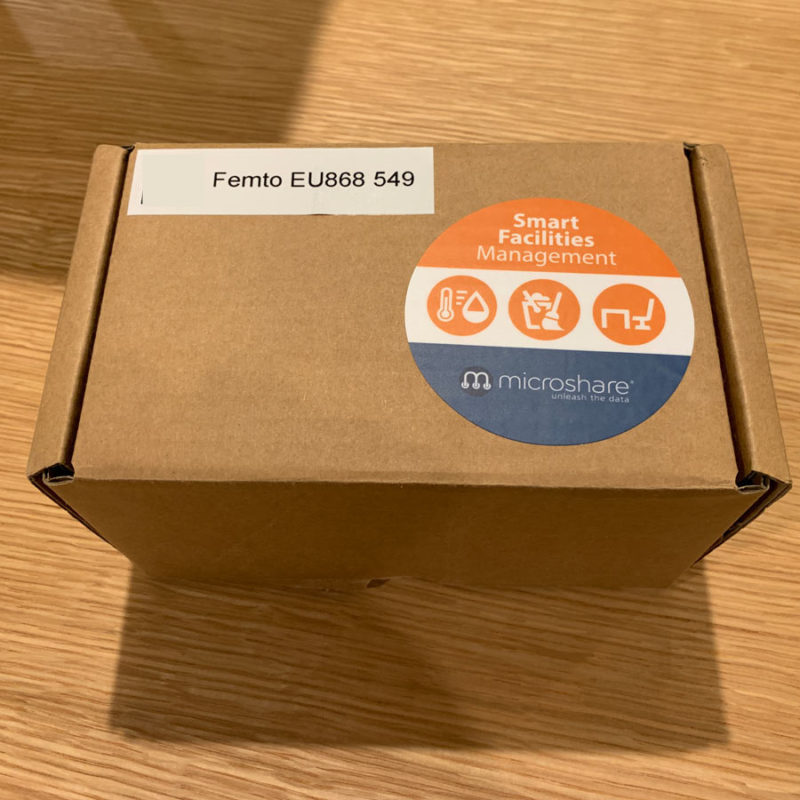 Femto EU868 549
Smart
Facilities
Management
microshare®
unleash the data